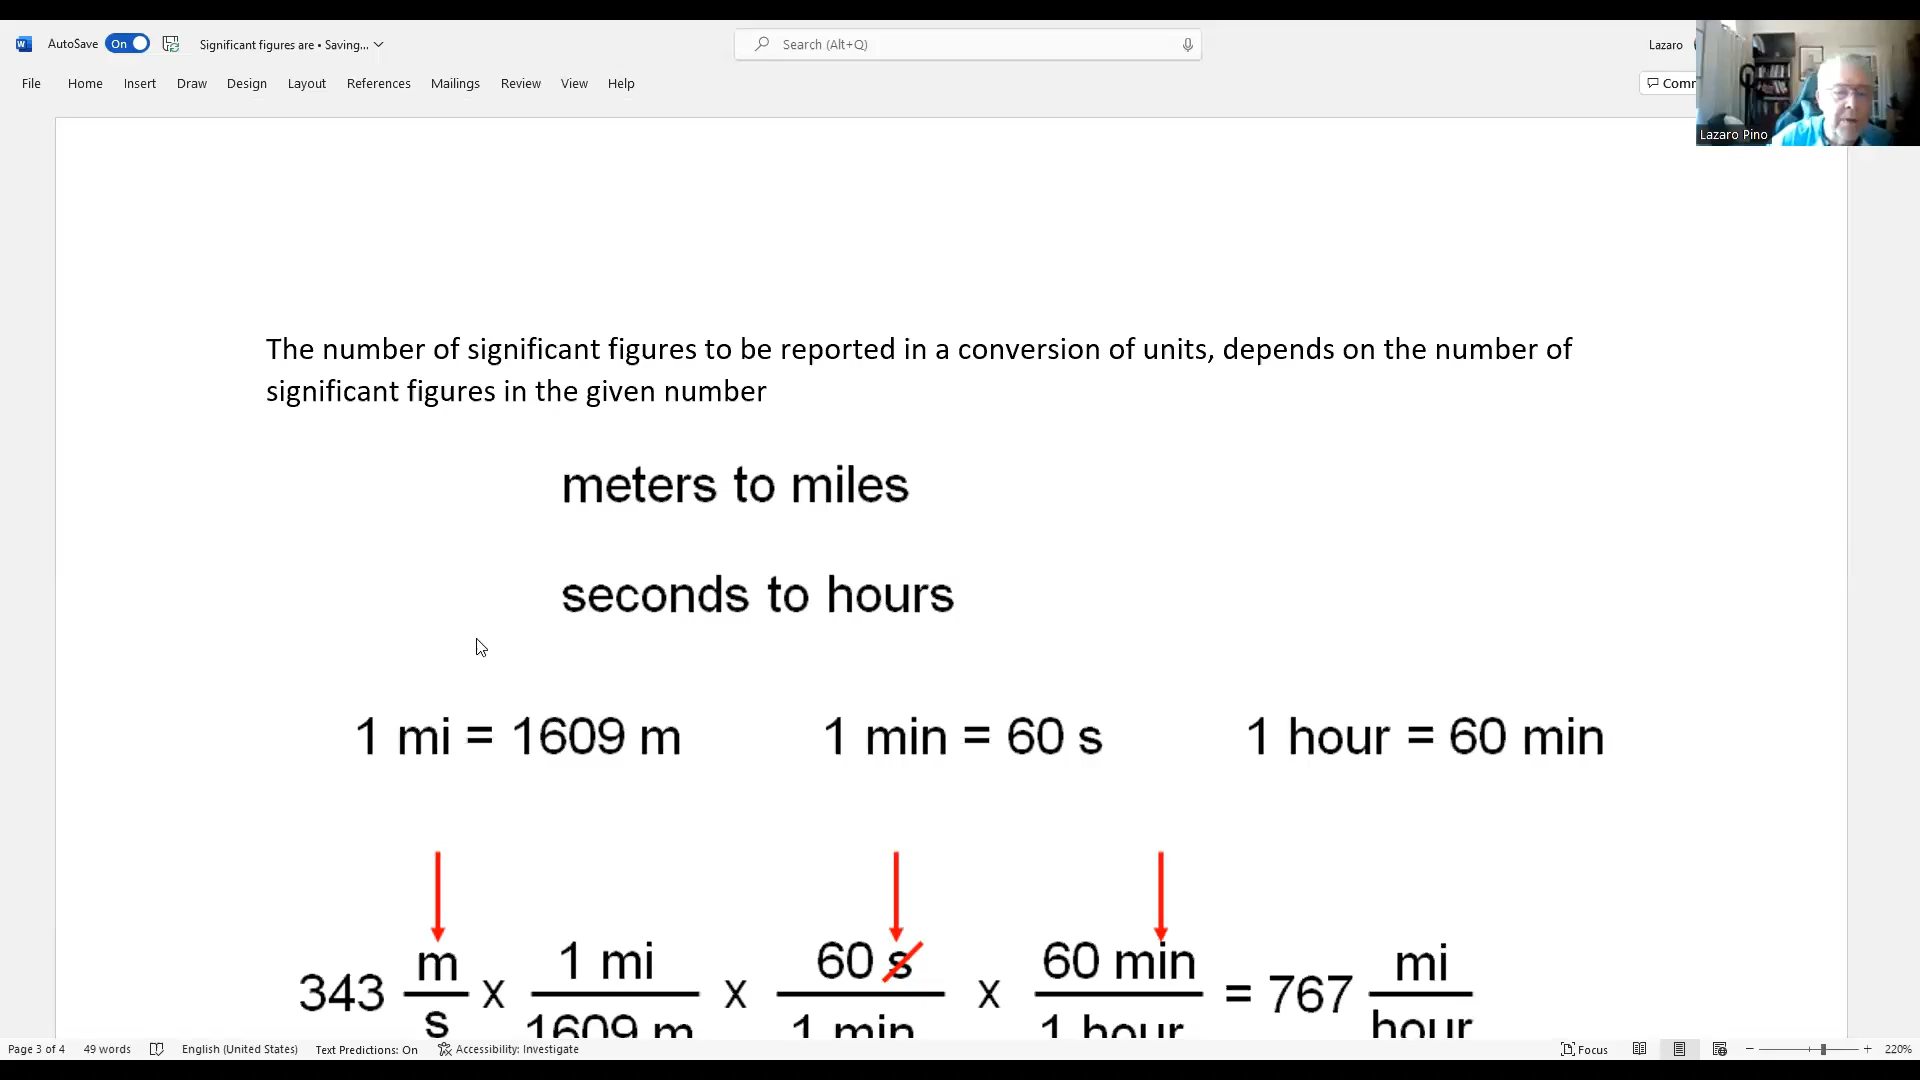 AutoSave On Significant figures are • Saving... Search (Alt+Q) Lazaro
File Home Insert Draw Design Layout References Mailings Review View Help Comm
Lazaro Pino
The number of significant figures to be reported in a conversion of units, depends on the number of
significant figures in the given number
meters to miles
seconds to hours
1 mi = 1609 m 1 min = 60 s 1 hour = 60 min
m 1 mi 60 s 60 min mi
343 x x x = 767
s 1609 m 1 min 1 hour hour
Page 3 of 4 49 words English (United States) Text Predictions: On Accessibility: Investigate Focus 220%